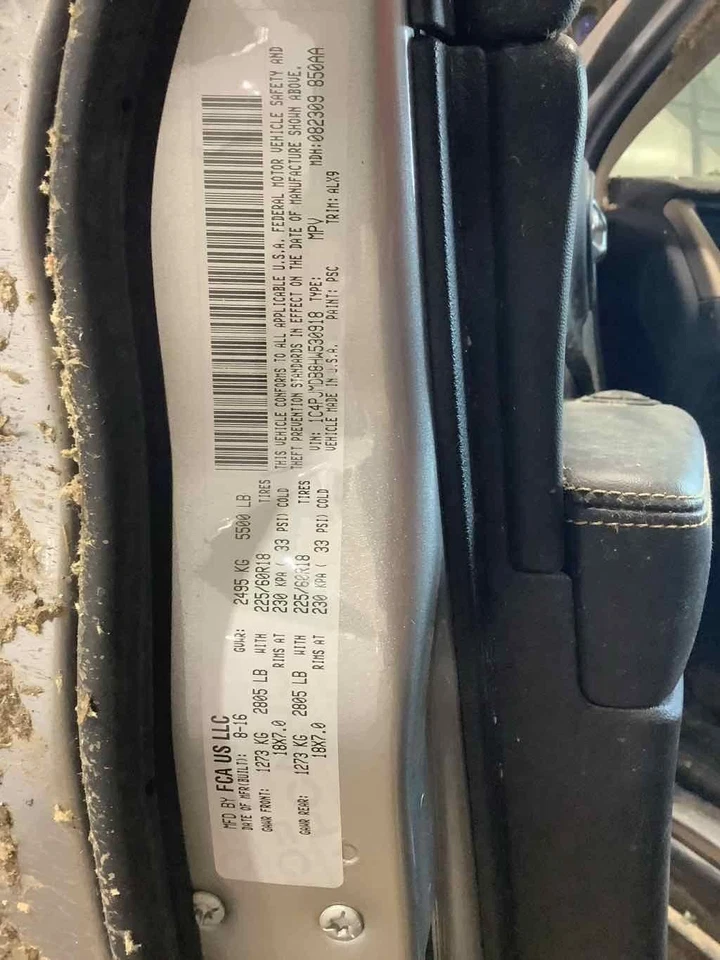 MFD BY FCA US LLC
DATE OF MFR(BUILT): 8-16 GVWR: 2495 KG 5500 LB
GAWR FRONT: 1273 KG 2805 LB WITH 225/60R18 TIRES
18X7.0 RIMS AT 230 KPA ( 33 PSI) COLD
GAWR REAR: 1273 KG 2805 LB WITH 225/60R18 TIRES
18X7.0 RIMS AT 230 KPA ( 33 PSI) COLD
THIS VEHICLE CONFORMS TO ALL APPLICABLE U.S.A. FEDERAL MOTOR VEHICLE SAFETY AND
THEFT PREVENTION STANDARDS IN EFFECT ON THE DATE OF MANUFACTURE SHOWN ABOVE.
VIN: 1C4PJMDB8HW530918 TYPE: MPV MDH:082309 850AA
VEHICLE MADE IN U.S.A. PAINT: PSC TRIM: ALX9